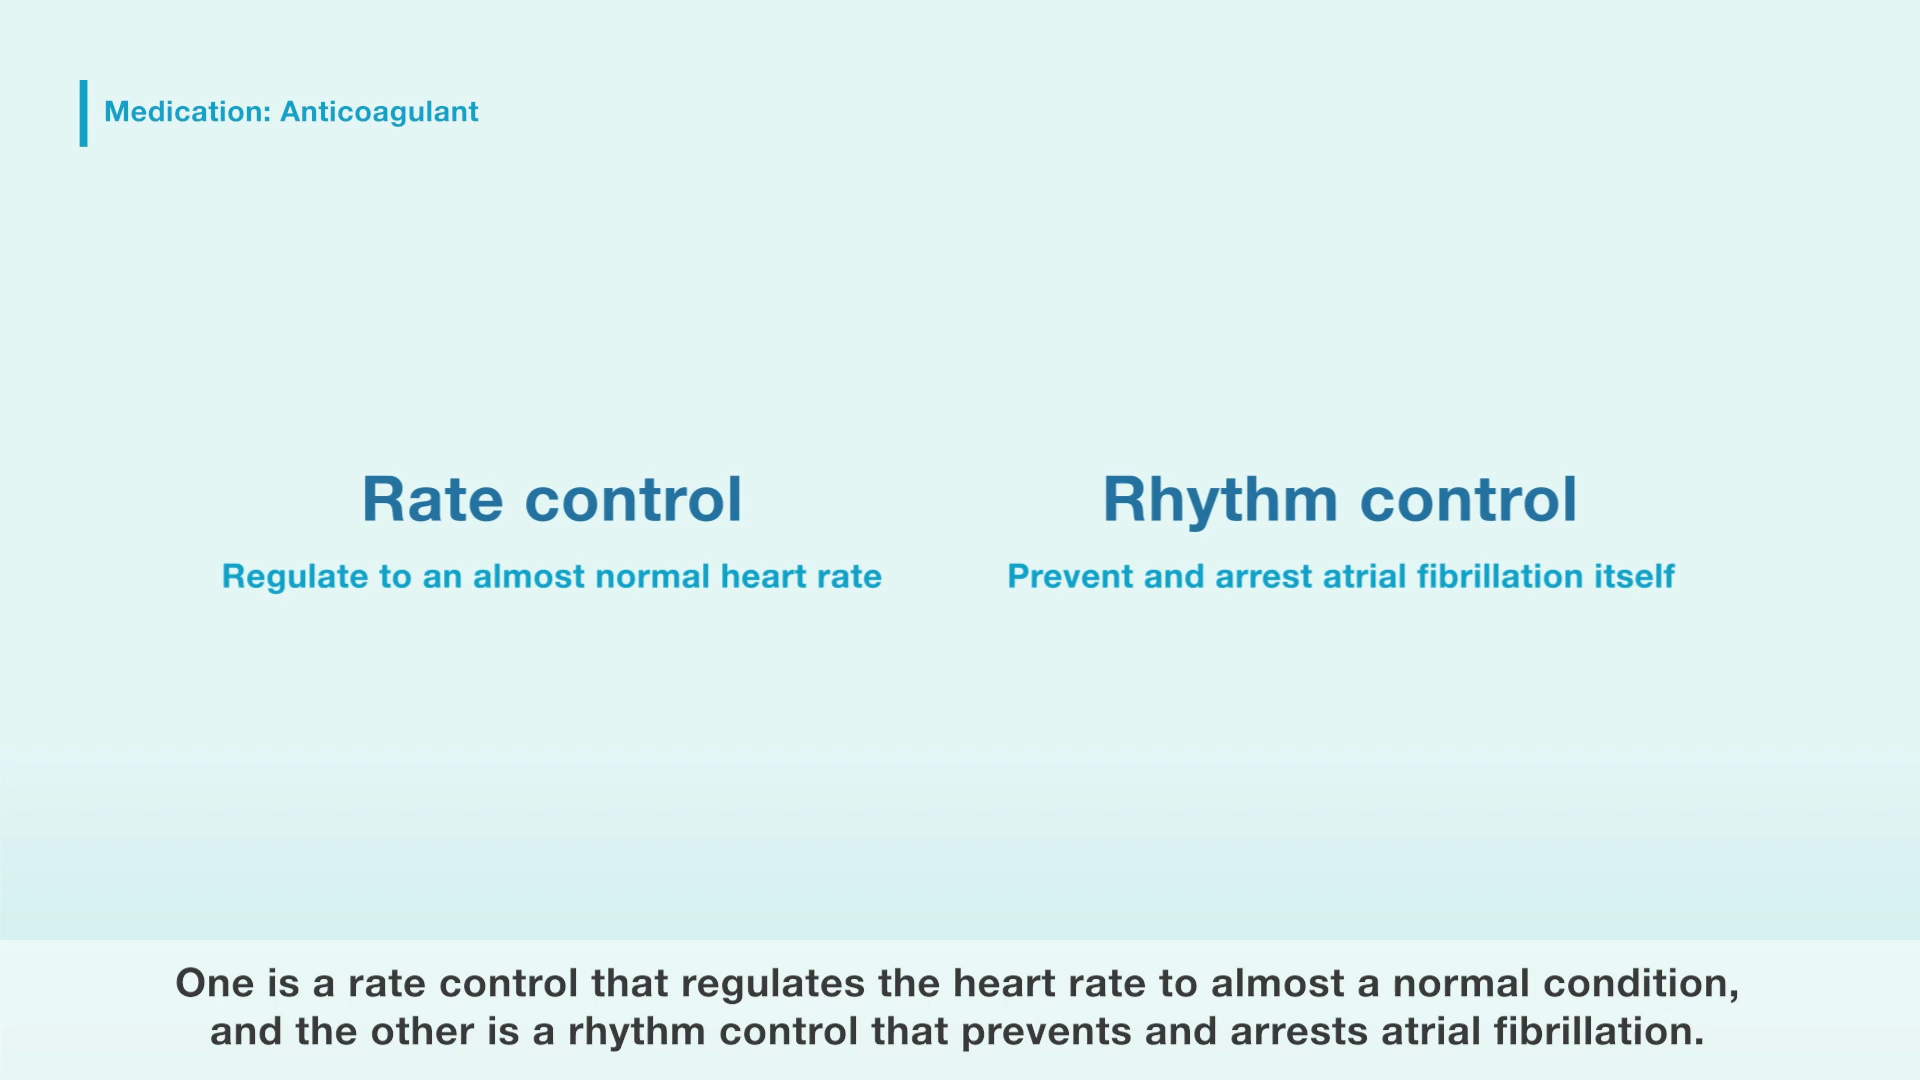 Medication: Anticoagulant
Rate control
Regulate to an almost normal heart rate
Rhythm control
Prevent and arrest atrial fibrillation itself
One is a rate control that regulates the heart rate to almost a normal condition,
and the other is a rhythm control that prevents and arrests atrial fibrillation.